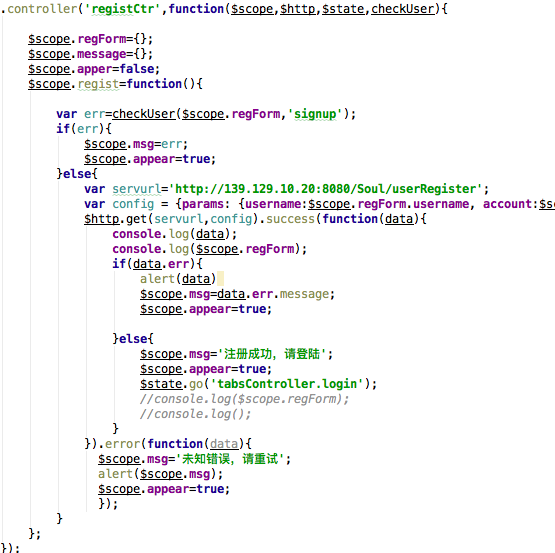 .controller('registCtr',function($scope,$http,$state,checkUser){
$scope.regForm={};
$scope.message={};
$scope.apper=false;
$scope.regist=function(){
var err=checkUser($scope.regForm,'signup');
if(err){
$scope.msg=err;
$scope.appear=true;
}else{
var servurl='http://139.129.10.20:8080/Soul/userRegister';
var config = {params: {username:$scope.regForm.username, account:$sc
$http.get(servurl,config).success(function(data){
console.log(data);
console.log($scope.regForm);
if(data.err){
alert(data)
$scope.msg=data.err.message;
$scope.appear=true;
}else{
$scope.msg='注册成功，请登陆';
$scope.appear=true;
$state.go('tabsController.login');
//console.log($scope.regForm);
//console.log();
}
}).error(function(data){
$scope.msg='未知错误，请重试';
alert($scope.msg);
$scope.appear=true;
});
}
};
});